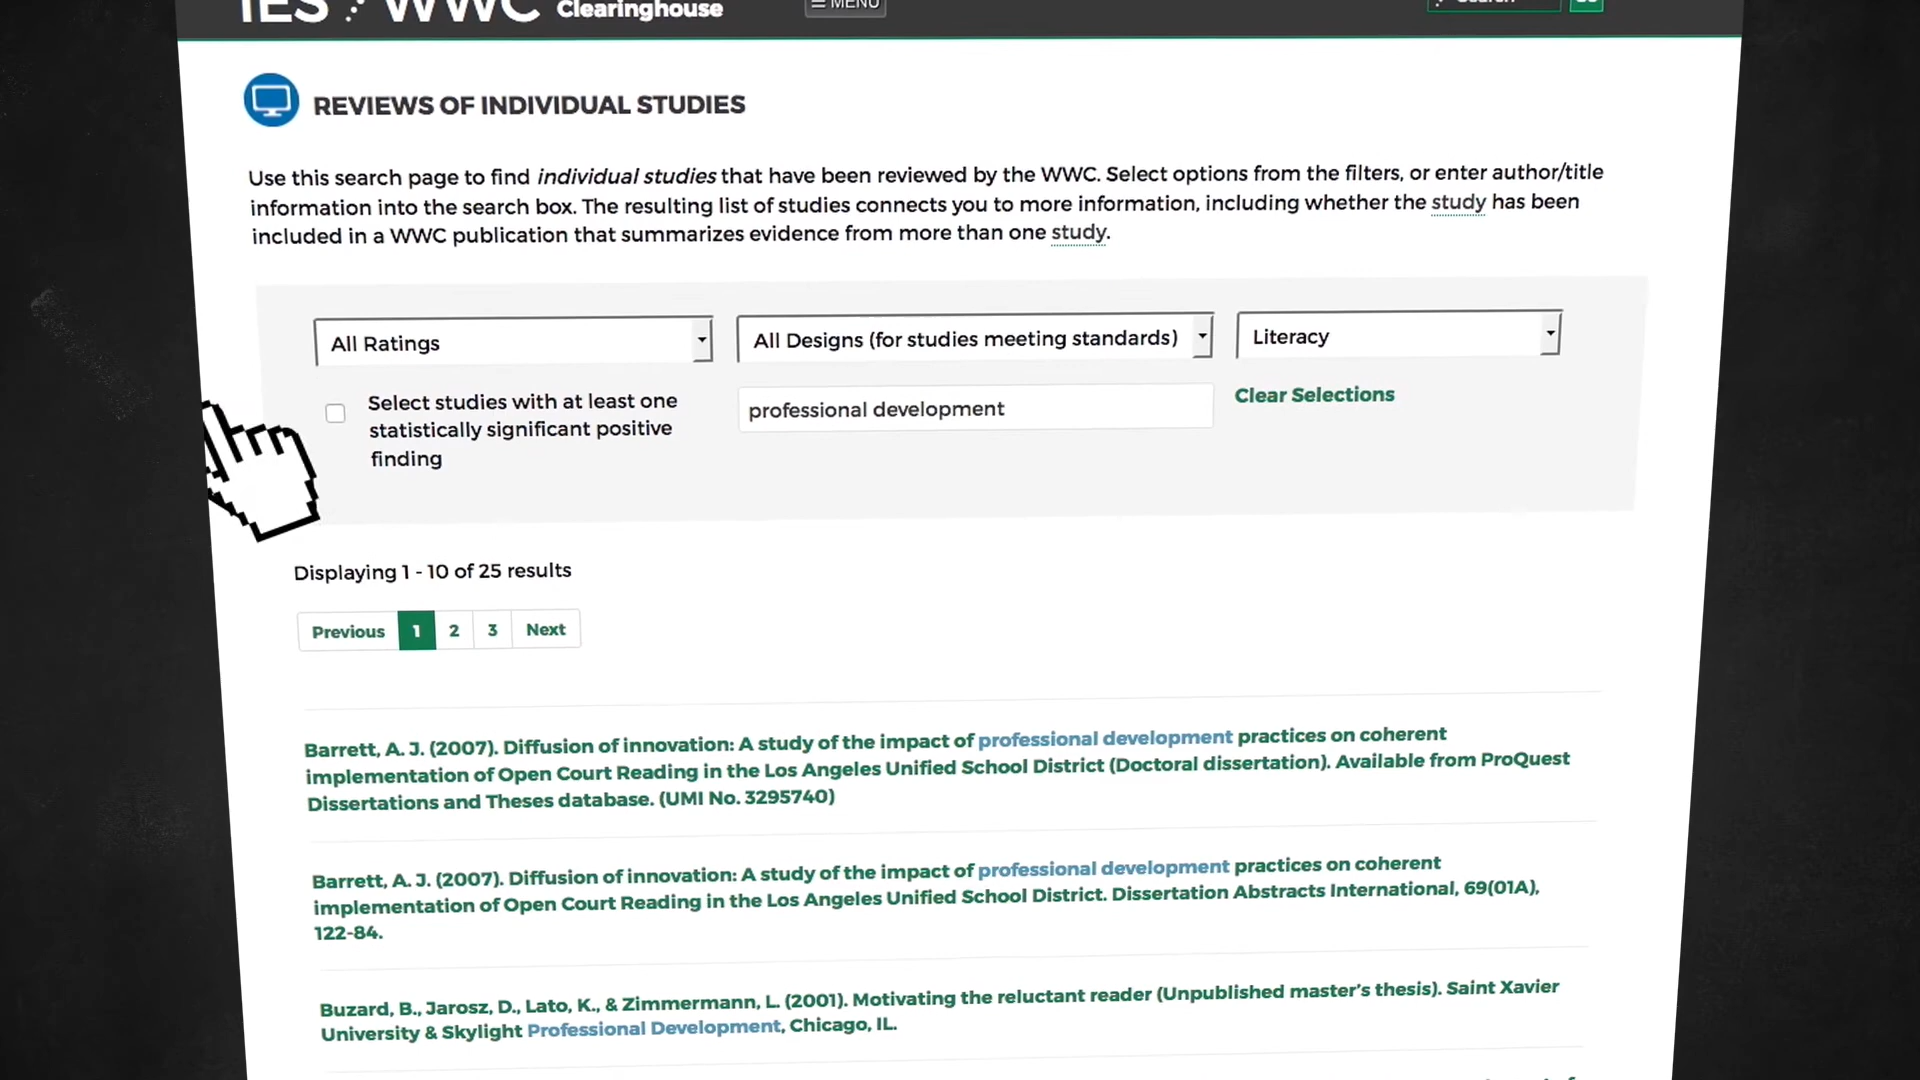 IES WWC Clearinghouse
MENU
REVIEWS OF INDIVIDUAL STUDIES
Use this search page to find individual studies that have been reviewed by the WWC. Select options from the filters, or enter author/title
information into the search box. The resulting list of studies connects you to more information, including whether the study has been
included in a WWC publication that summarizes evidence from more than one study.
All Ratings
All Designs (for studies meeting standards)
Literacy
Select studies with at least one
statistically significant positive
finding
professional development
Clear Selections
Displaying 1 - 10 of 25 results
Previous 1 2 3 Next
Barrett, A. J. (2007). Diffusion of innovation: A study of the impact of professional development practices on coherent
implementation of Open Court Reading in the Los Angeles Unified School District (Doctoral dissertation). Available from ProQuest
Dissertations and Theses database. (UMI No. 3295740)
Barrett, A. J. (2007). Diffusion of innovation: A study of the impact of professional development practices on coherent
implementation of Open Court Reading in the Los Angeles Unified School District. Dissertation Abstracts International, 69(01A),
122-84.
Buzard, B., Jarosz, D., Lato, K., & Zimmermann, L. (2001). Motivating the reluctant reader (Unpublished master's thesis). Saint Xavier
University & Skylight Professional Development, Chicago, IL.